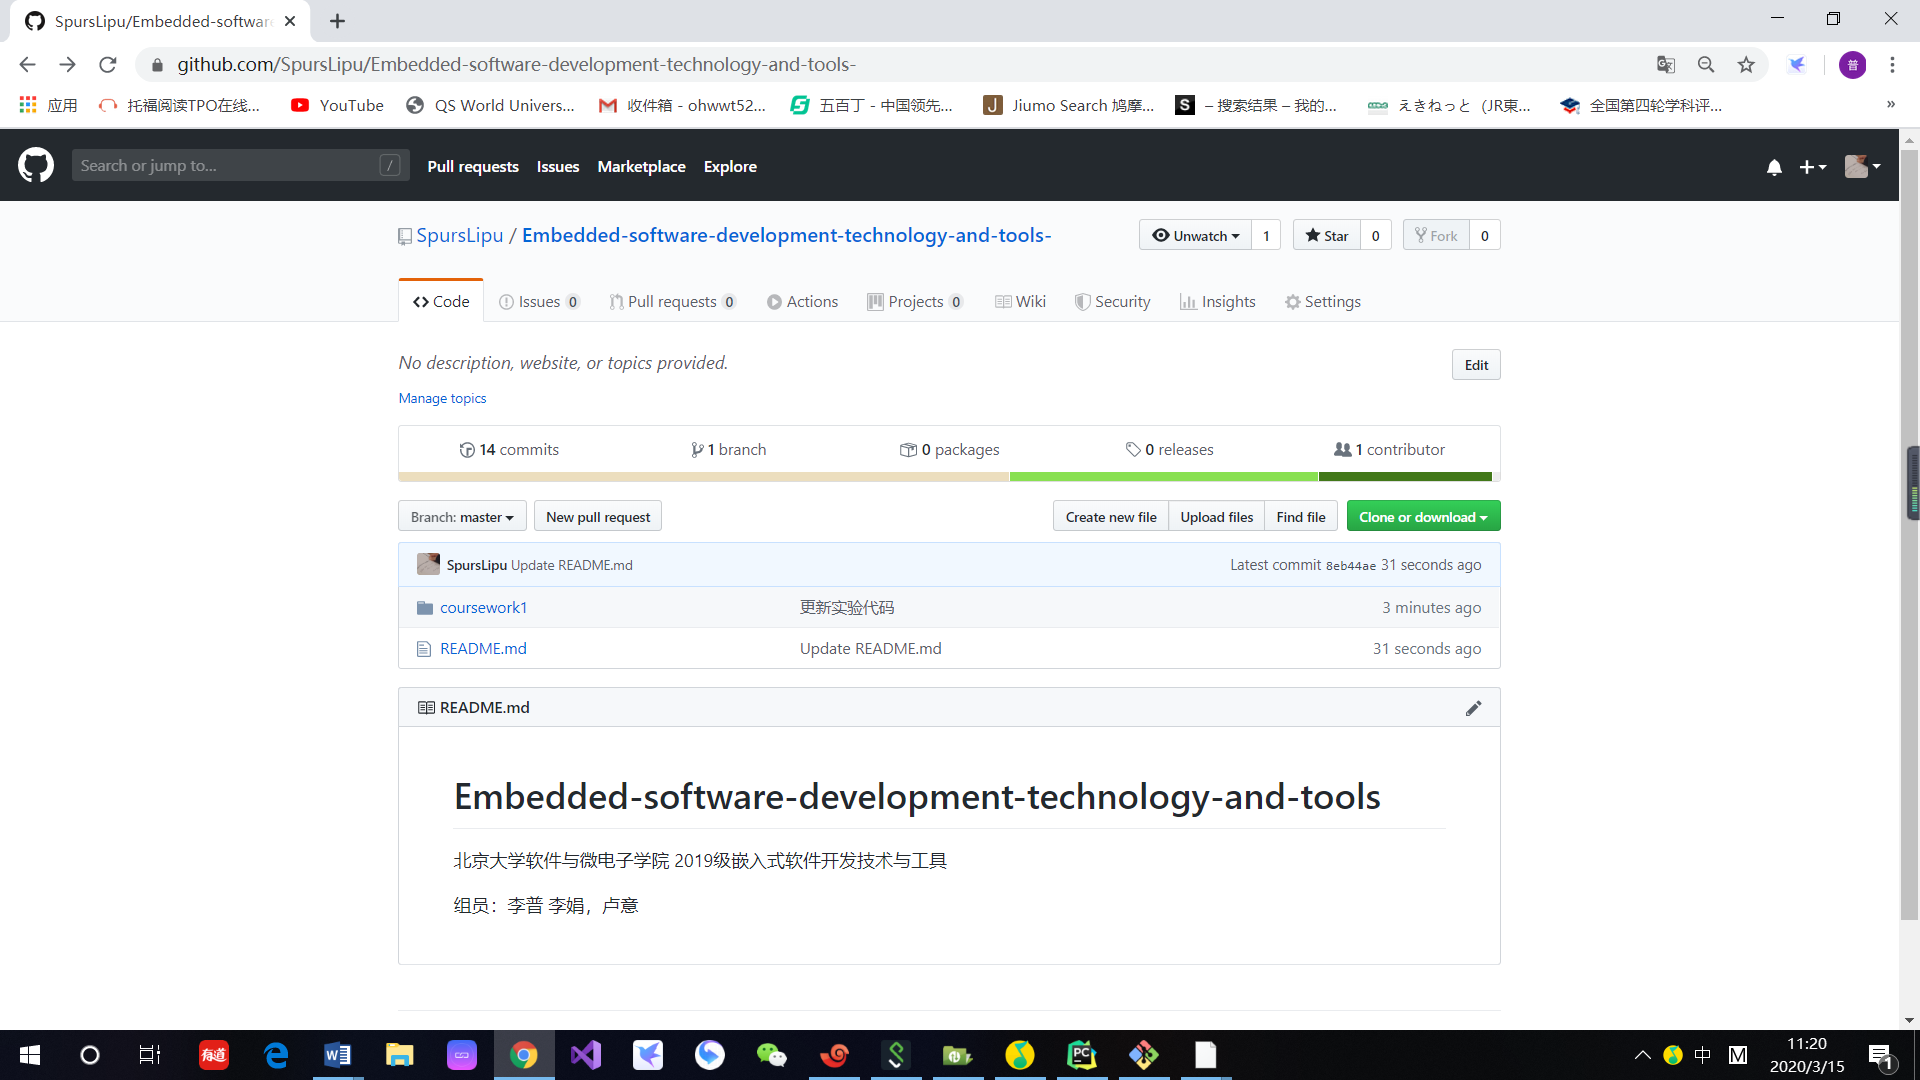 SpursLipu/Embedded-software
github.com/SpursLipu/Embedded-software-development-technology-and-tools-
普
应用
托福阅读TPO在线...
YouTube
QS World Univers...
收件箱 - ohwwt52...
五百丁 - 中国领先...
Jiumo Search 鸠摩...
– 搜索结果 – 我的...
えきねっと（JR東...
全国第四轮学科评...
»
Search or jump to...
/
Pull requests
Issues
Marketplace
Explore
SpursLipu / Embedded-software-development-technology-and-tools-
Unwatch 1
Star 0
Fork 0
Code
Issues 0
Pull requests 0
Actions
Projects 0
Wiki
Security
Insights
Settings
No description, website, or topics provided.
Edit
Manage topics
14 commits
1 branch
0 packages
0 releases
1 contributor
Branch: master
New pull request
Create new file
Upload files
Find file
Clone or download
SpursLipu Update README.md
Latest commit 8eb44ae 31 seconds ago
coursework1
更新实验代码
3 minutes ago
README.md
Update README.md
31 seconds ago
README.md
Embedded-software-development-technology-and-tools
北京大学软件与微电子学院 2019级嵌入式软件开发技术与工具
组员：李普 李娟，卢意
有道
PC
中
M
11:20
2020/3/15
1